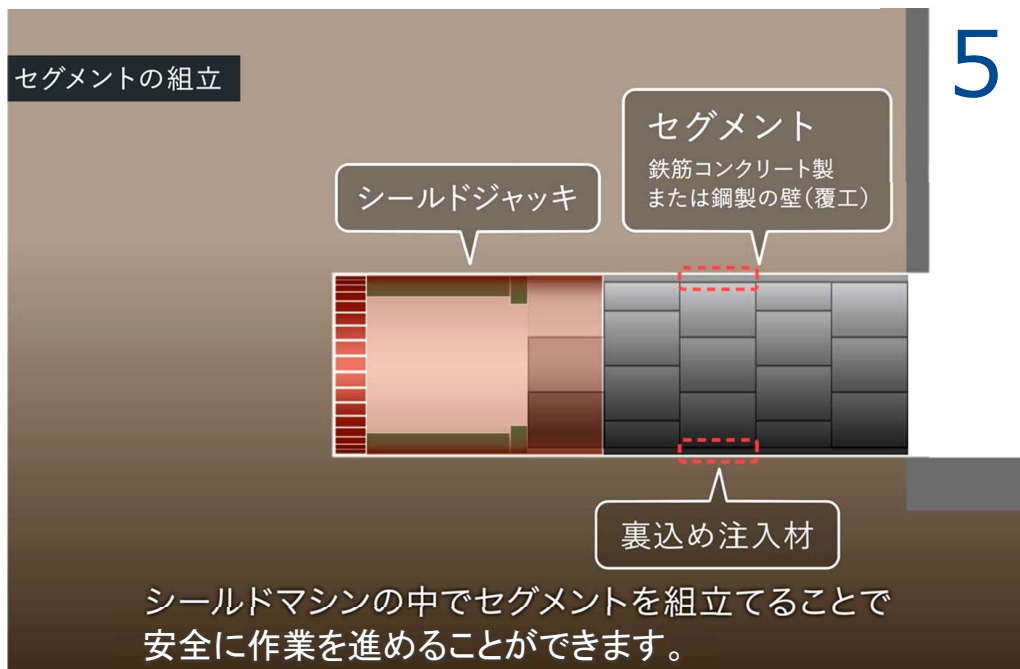 5
セグメントの組立
セグメント
鉄筋コンクリート製
または鋼製の壁(覆工)
シールドジャッキ
裏込め注入材
シールドマシンの中でセグメントを組立てることで
安全に作業を進めることができます。